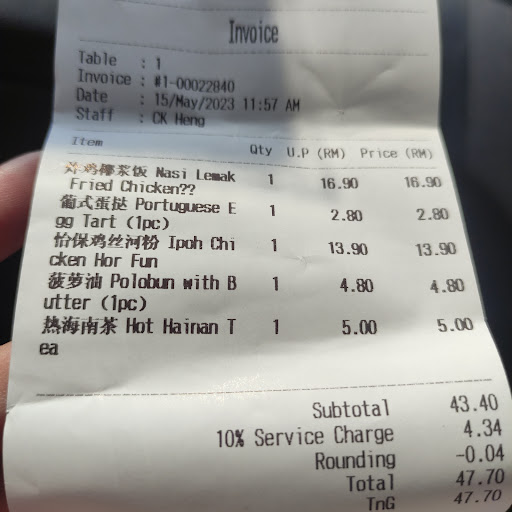 Invoice
Table : 1
Invoice : #1-00022840
Date : 15/May/2023 11:57 AM
Staff : CK Heng
Item Qty U.P (RM) Price (RM)
炸鸡椰浆饭 Nasi Lemak 1 16.90 16.90
Fried Chicken??
葡式蛋挞 Portuguese E 1 2.80 2.80
gg Tart (1pc)
怡保鸡丝河粉 Ipoh Chi 1 13.90 13.90
cken Hor Fun
菠萝油 Polobun with B 1 4.80 4.80
utter (1pc)
热海南茶 Hot Hainan T 1 5.00 5.00
ea
Subtotal 43.40
10% Service Charge 4.34
Rounding -0.04
Total 47.70
TnG 47.70